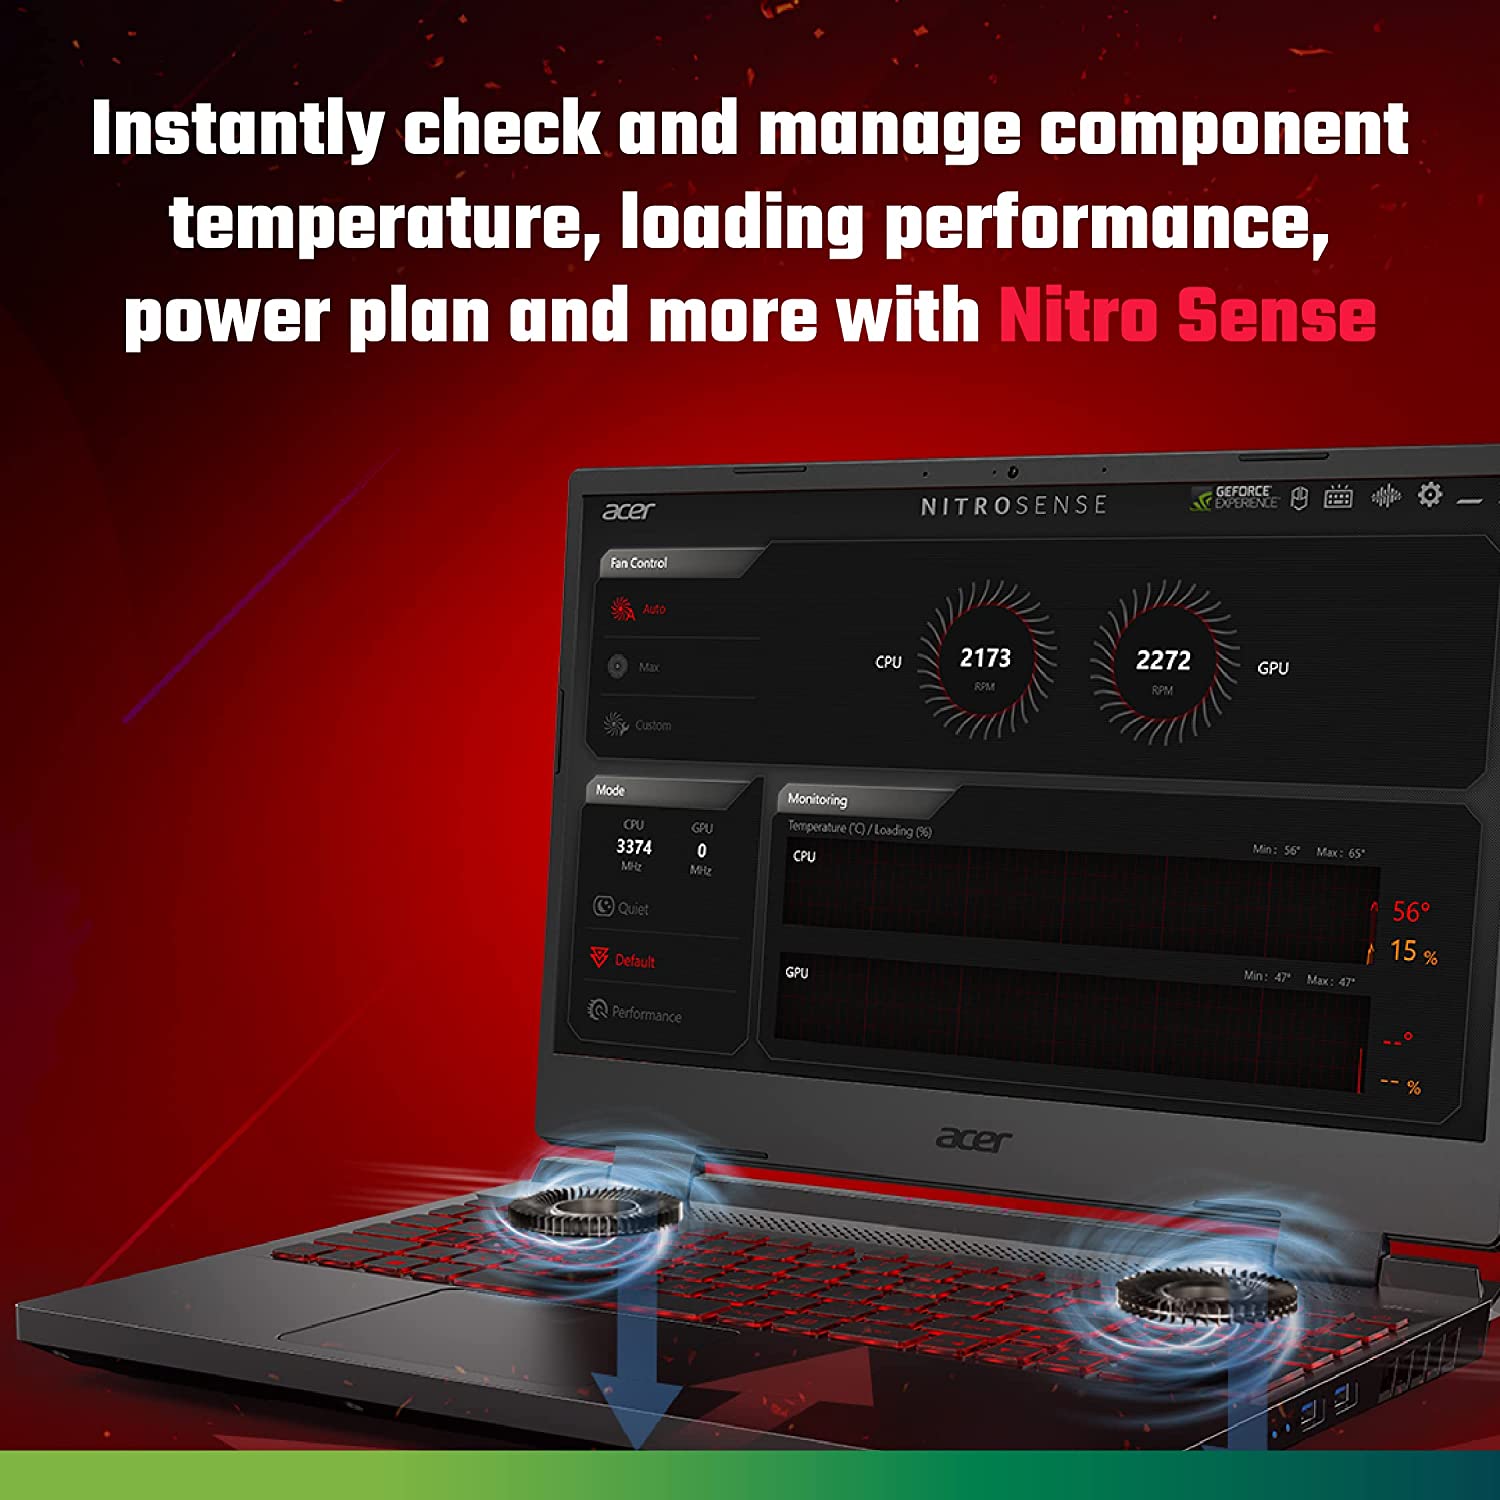 Instantly check and manage component
temperature, loading performance,
power plan and more with Nitro Sense
acer
NITROSENSE
GEFORCE
EXPERIENCE
Fan Control
Auto
Max
Custom
CPU
2173
RPM
2272
RPM
GPU
Mode
CPU
3374
MHz
GPU
0
MHz
Quiet
Default
Performance
Monitoring
Temperature (°C) / Loading (%)
CPU
Min : 56° Max : 65°
56°
15 %
GPU
Min : 47° Max : 47°
--°
-- %
acer